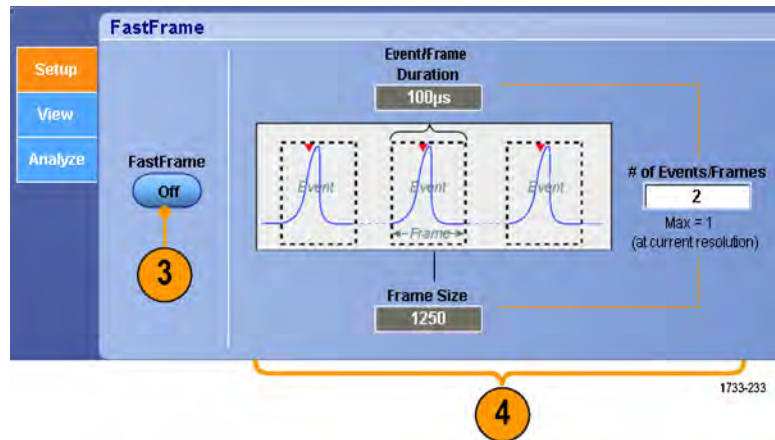 FastFrame
Setup
View
Analyze
FastFrame
Off
3
Event/Frame
Duration
100µs
Event
Event
Event
Frame
Frame Size
1250
# of Events/Frames
2
Max = 1
(at current resolution)
4
1733-233